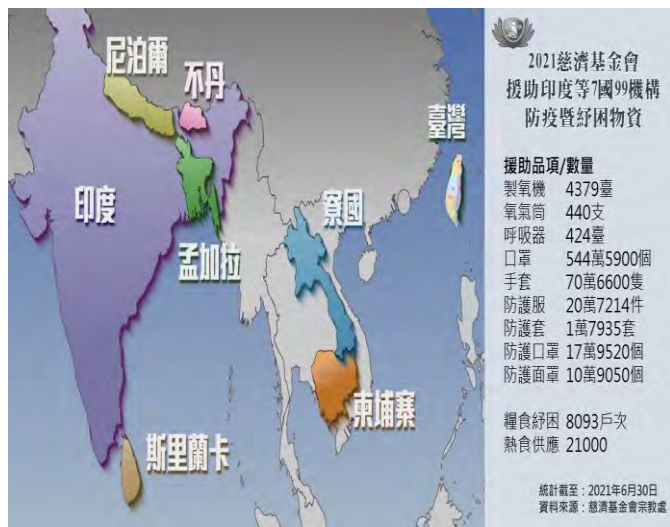 尼泊爾
不丹
臺灣
印度
寮國
孟加拉
柬埔寨
斯里蘭卡
2021慈濟基金會
援助印度等7國99機構
防疫暨紓困物資
援助品項/數量
製氧機 4379臺
氧氣筒 440支
呼吸器 424臺
口罩 544萬5900個
手套 70萬6600隻
防護服 20萬7214件
防護套 1萬7935套
防護口罩 17萬9520個
防護面罩 10萬9050個
糧食紓困 8093戶次
熱食供應 21000
統計截至：2021年6月30日
資料來源：慈濟基金會宗教處